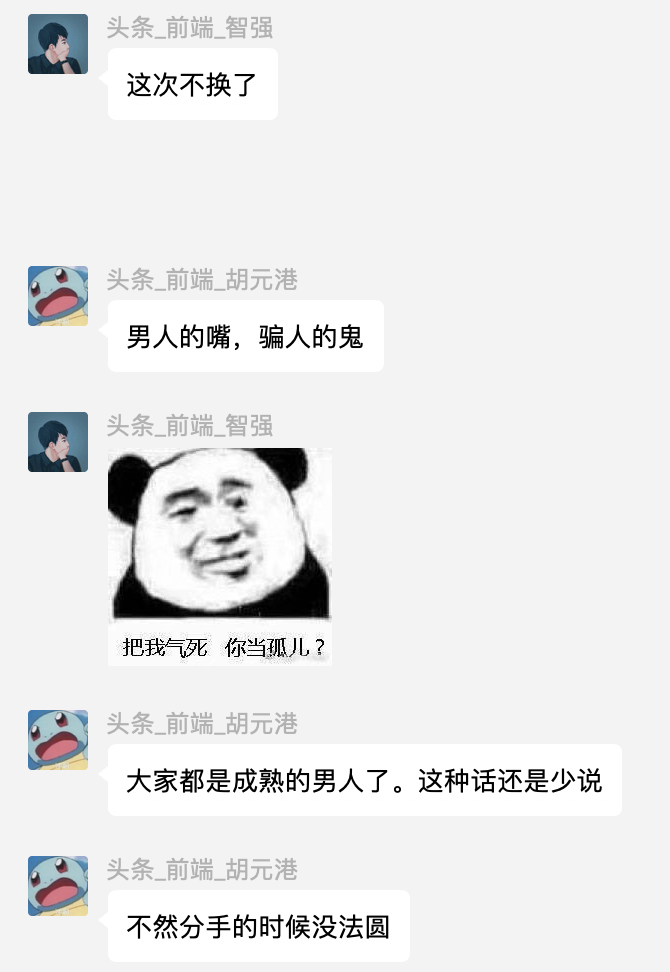 头条_前端_智强
这次不换了
头条_前端_胡元港
男人的嘴，骗人的鬼
头条_前端_智强
把我气死 你当孤儿？
头条_前端_胡元港
大家都是成熟的男人了。这种话还是少说
头条_前端_胡元港
不然分手的时候没法圆